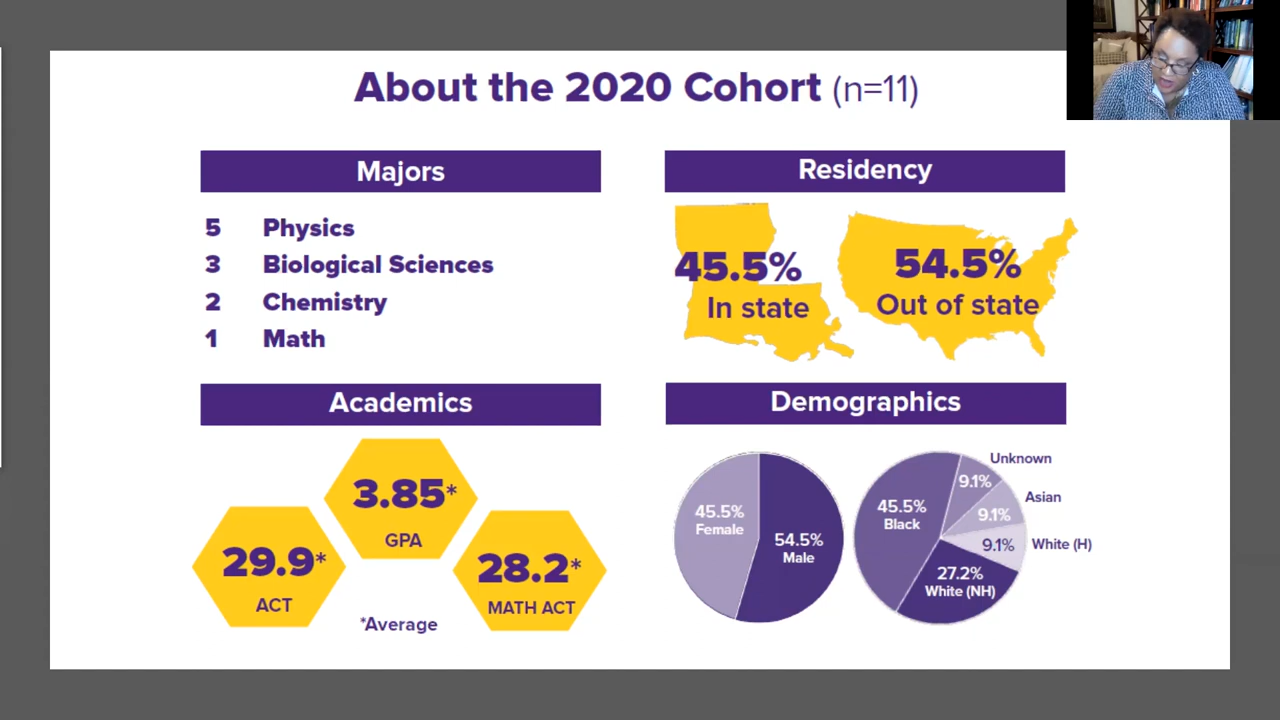 About the 2020 Cohort (n=11)
Majors
5 Physics
3 Biological Sciences
2 Chemistry
1 Math
Residency
45.5%
In state
54.5%
Out of state
Academics
3.85*
GPA
29.9*
ACT
28.2*
MATH ACT
*Average
Demographics
45.5%
Female
54.5%
Male
45.5%
Black
Unknown
9.1%
Asian
9.1%
9.1% White (H)
27.2%
White (NH)